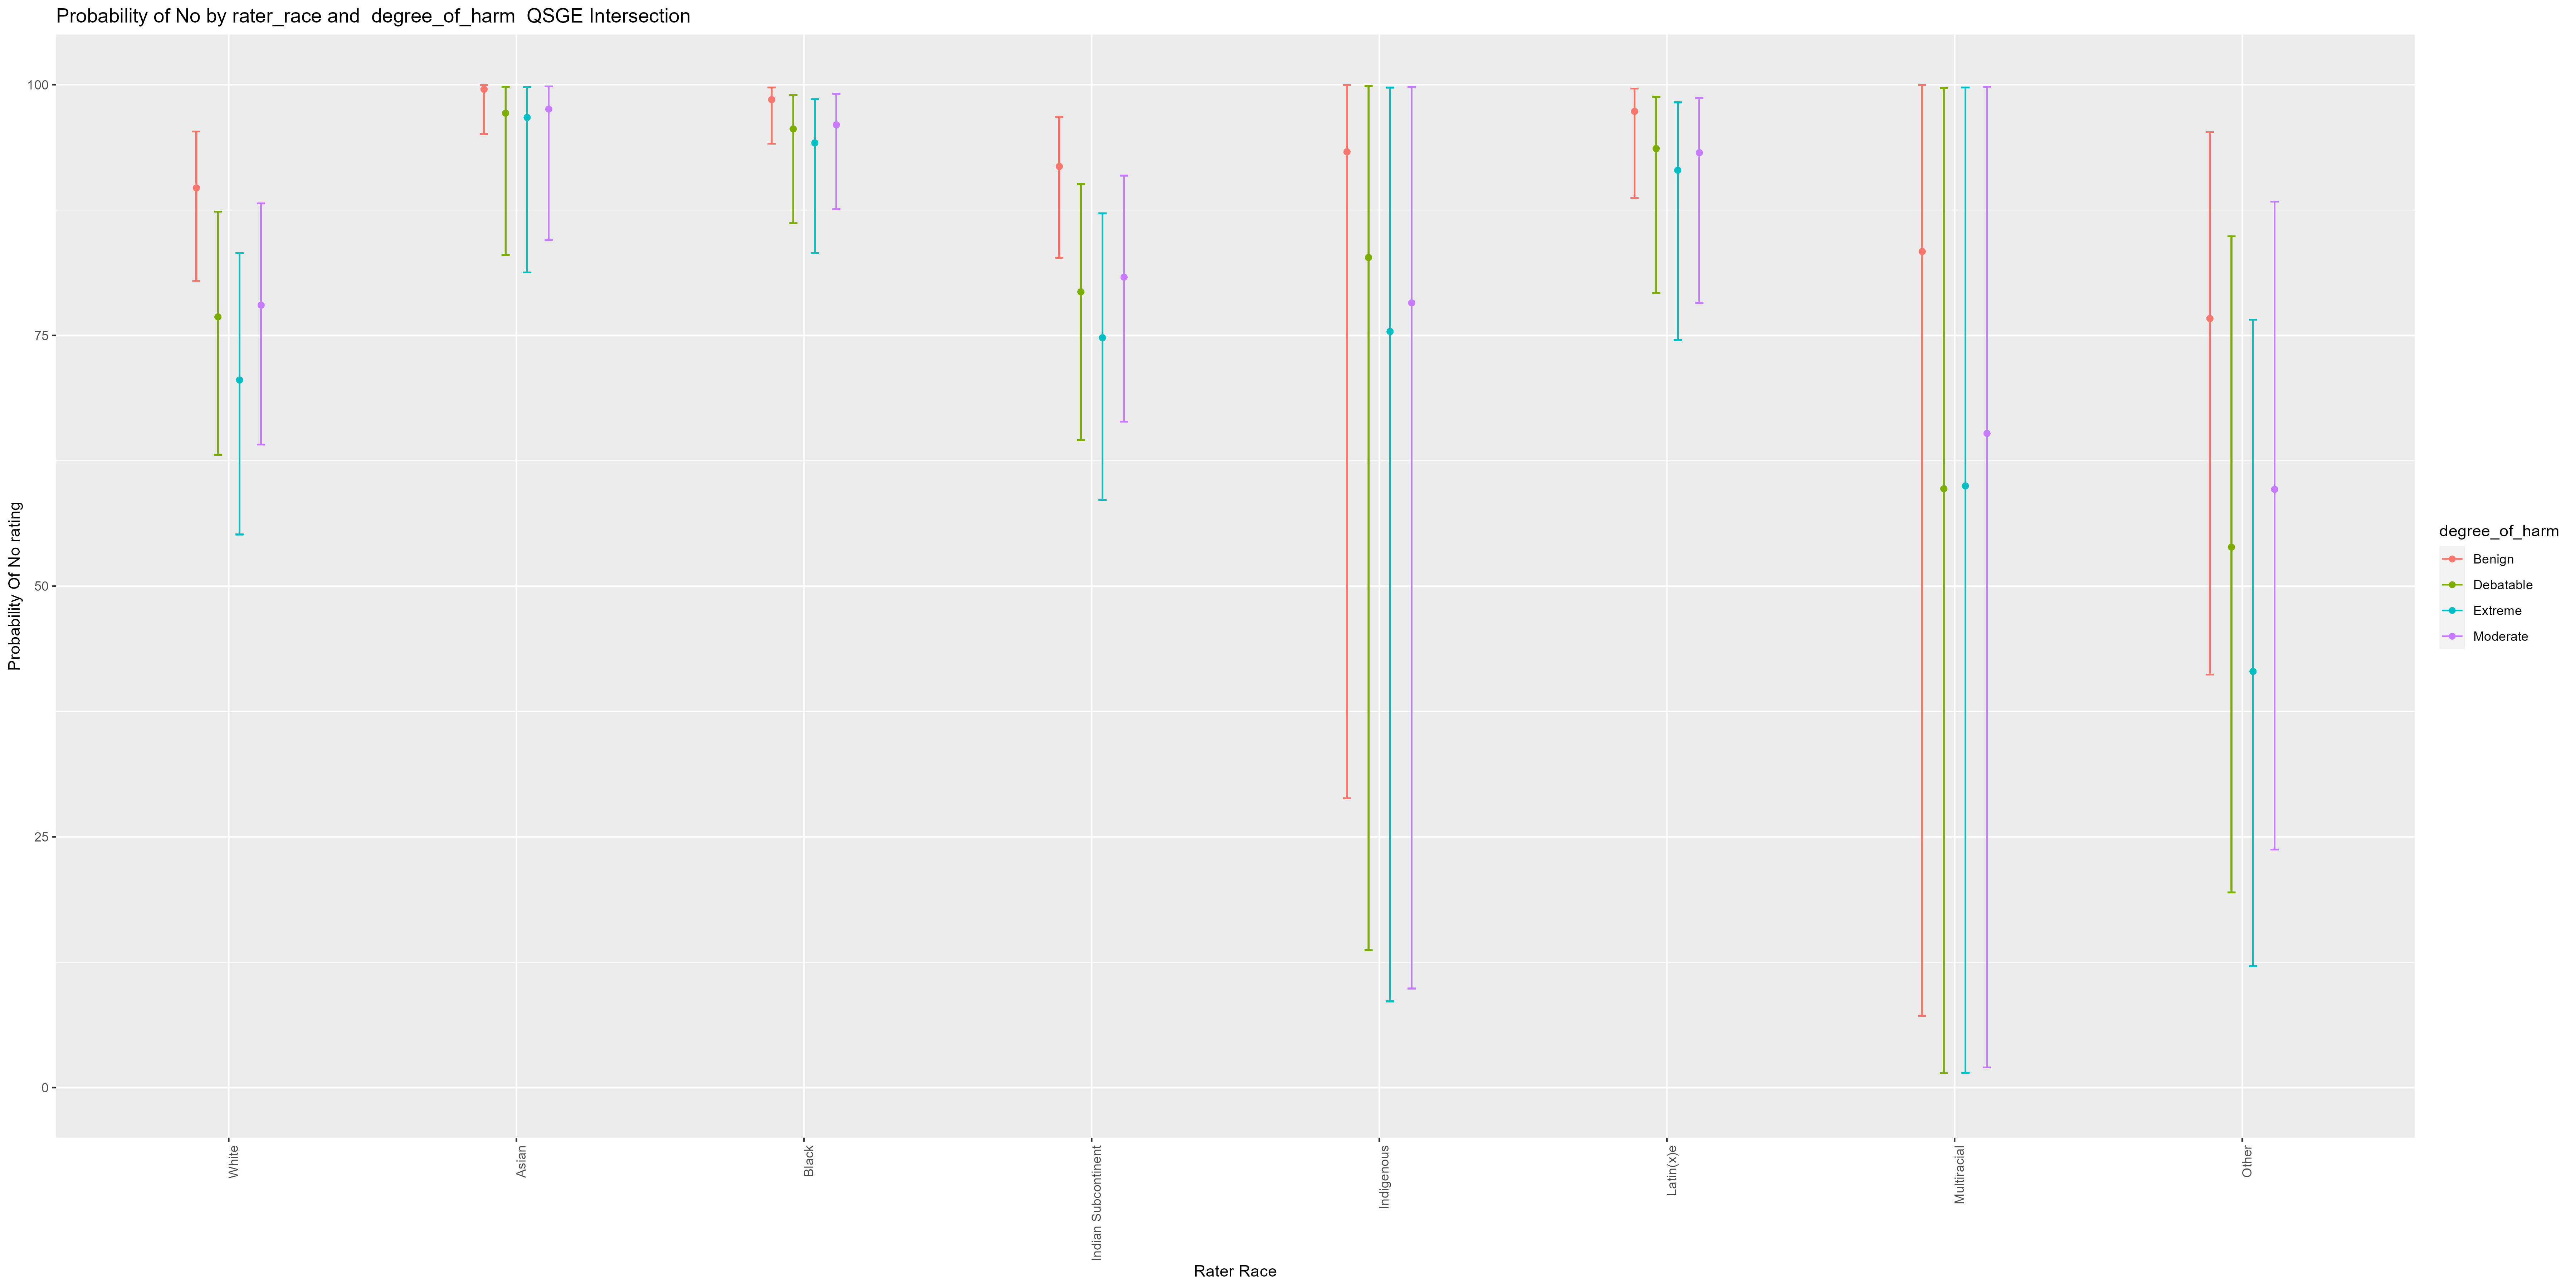 Probability of No by rater_race and  degree_of_harm  QSGE Intersection
Probability Of No rating
100
75
50
25
0
White
Asian
Black
Indian Subcontinent
Indigenous
Latin(x)e
Multiracial
Other
Rater Race
degree_of_harm
Benign
Debatable
Extreme
Moderate